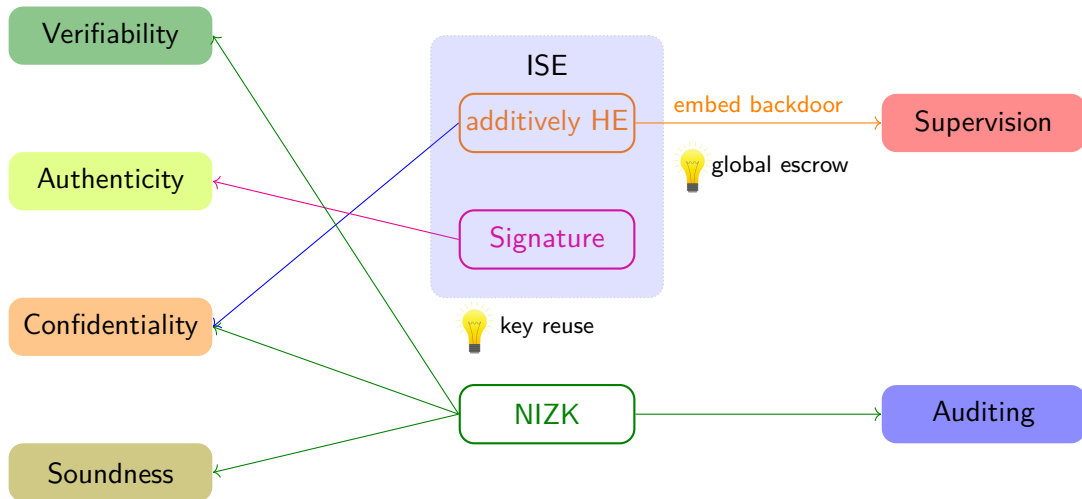 Verifiability
Authenticity
Confidentiality
Soundness
ISE
additively HE
Signature
key reuse
NIZK
embed backdoor
global escrow
Supervision
Auditing